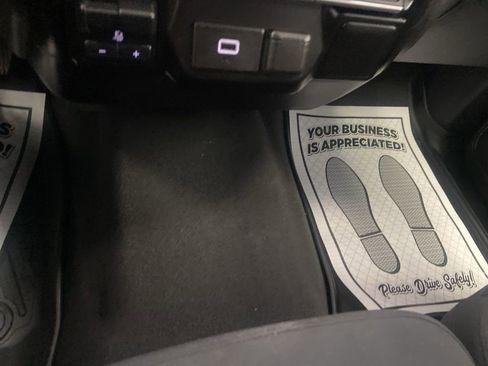 YOUR BUSINESS
IS APPRECIATED!
Please Drive Safely!